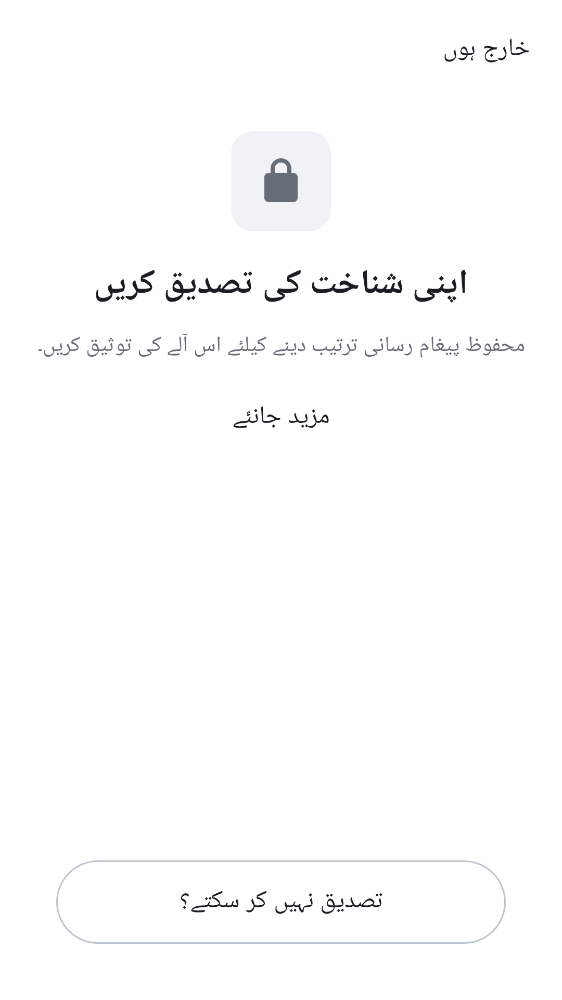 خارج ہوں
اپنی شناخت کی تصدیق کریں
محفوظ پیغام رسانی ترتیب دینے کیلئے اس آلے کی توثیق کریں۔
مزید جانئے
تصدیق نہیں کر سکتے؟